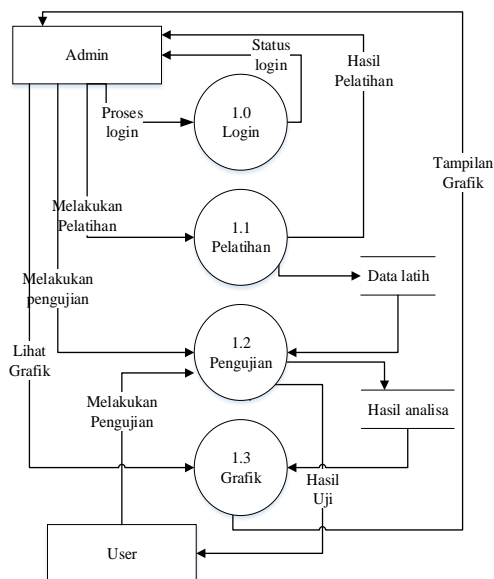 Admin
Status
login
Hasil
Pelatihan
Proses
login
1.0
Login
Tampilan
Grafik
Melakukan
Pelatihan
1.1
Pelatihan
Data latih
Melakukan
pengujian
1.2
Pengujian
Lihat
Grafik
Melakukan
Pengujian
Hasil analisa
1.3
Grafik
Hasil
Uji
User